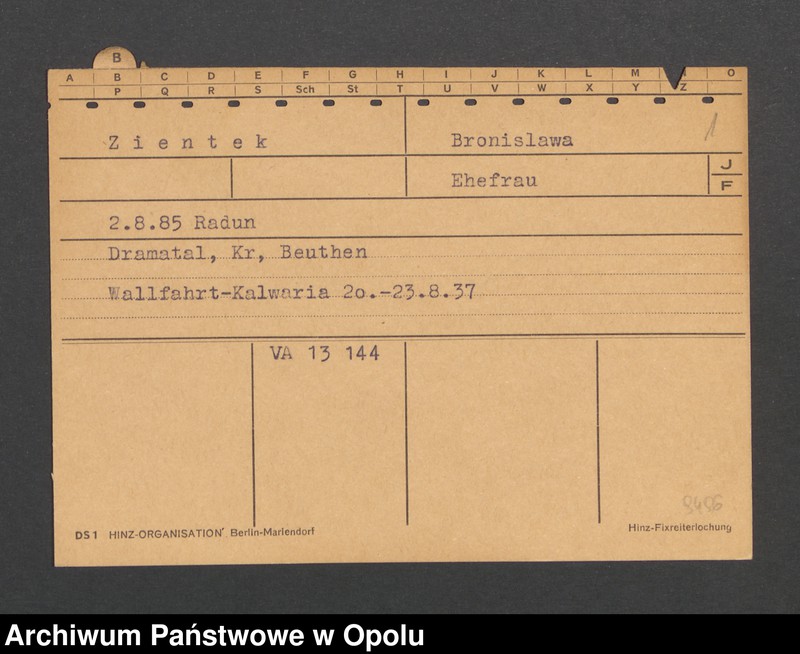 B
A B C D E F G H I J K L M O
P Q R S Sch St T U V W X Y Z
Zientek Bronislawa 1
Ehefrau J
F
2.8.85 Radun
Dramatal, Kr, Beuthen
Wallfahrt-Kalwaria 2o.-23.8.37
VA 13 144
DS1 HINZ-ORGANISATION Berlin-Mariendorf Hinz-Fixreiterlochung
Archiwum Państwowe w Opolu